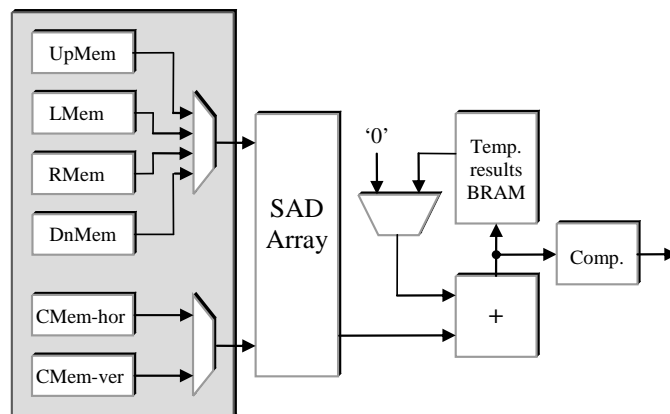 UpMem
LMem
RMem
DnMem
CMem-hor
CMem-ver
SAD
Array
‘0’
Temp.
results
BRAM
+
Comp.